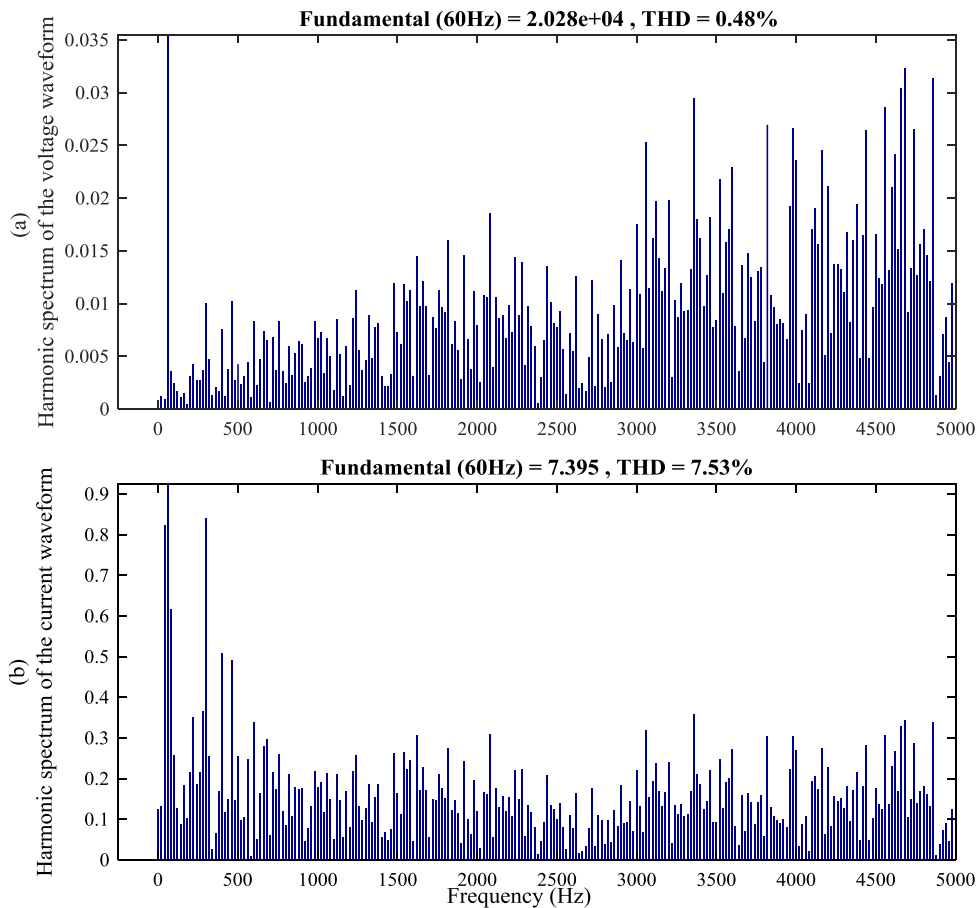 Fundamental (60Hz) = 2.028e+04 , THD = 0.48%
(a)
Harmonic spectrum of the voltage waveform
0.035
0.03
0.025
0.02
0.015
0.01
0.005
0
0 500 1000 1500 2000 2500 3000 3500 4000 4500 5000
Fundamental (60Hz) = 7.395 , THD = 7.53%
(b)
Harmonic spectrum of the current waveform
0.9
0.8
0.7
0.6
0.5
0.4
0.3
0.2
0.1
0
0 500 1000 1500 2000 2500 3000 3500 4000 4500 5000
Frequency (Hz)